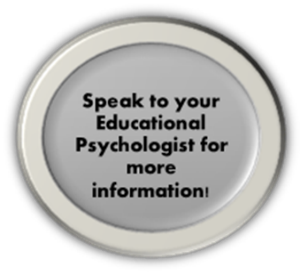 Speak to your
Educational
Psychologist for
more
information!